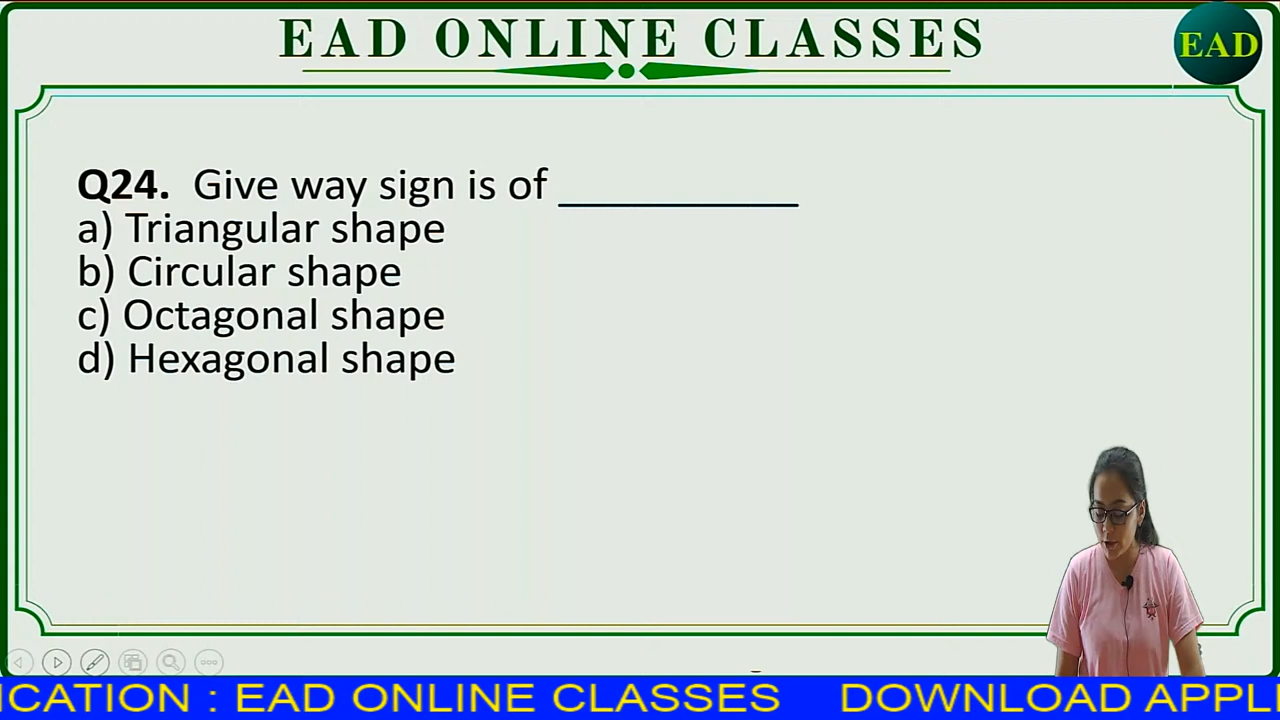 EAD ONLINE CLASSES
EAD
Q24. Give way sign is of ____________
a) Triangular shape
b) Circular shape
c) Octagonal shape
d) Hexagonal shape
ICATION : EAD ONLINE CLASSES DOWNLOAD APPLI